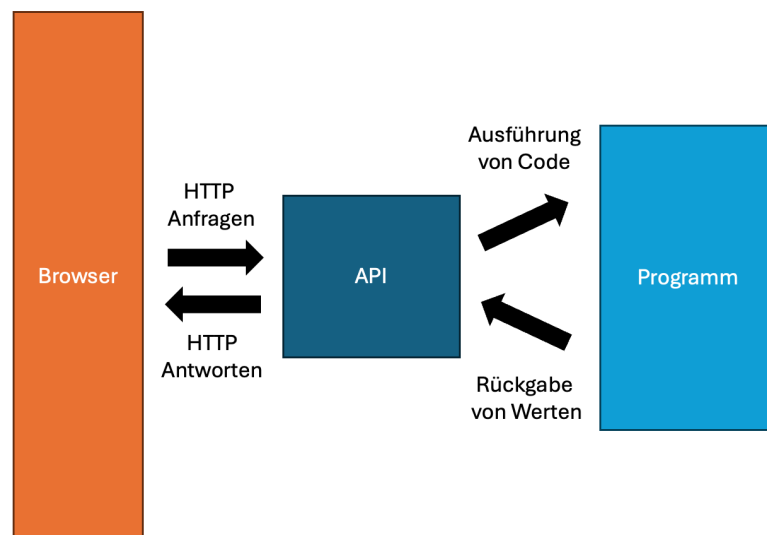 Browser
HTTP
Anfragen
HTTP
Antworten
API
Ausführung
von Code
Rückgabe
von Werten
Programm